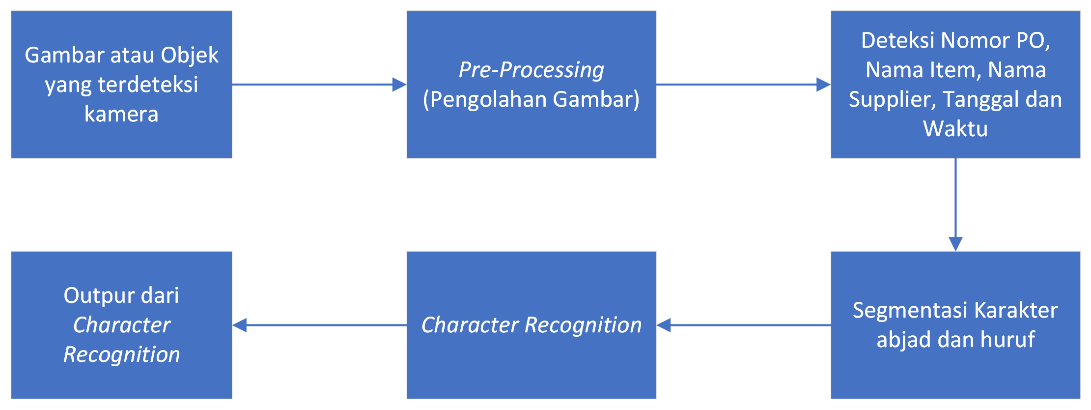 Gambar atau Objek
yang terdeteksi
kamera
Pre-Processing
(Pengolahan Gambar)
Deteksi Nomor PO,
Nama Item, Nama
Supplier, Tanggal dan
Waktu
Segmentasi Karakter
abjad dan huruf
Character Recognition
Outpur dari
Character
Recognition